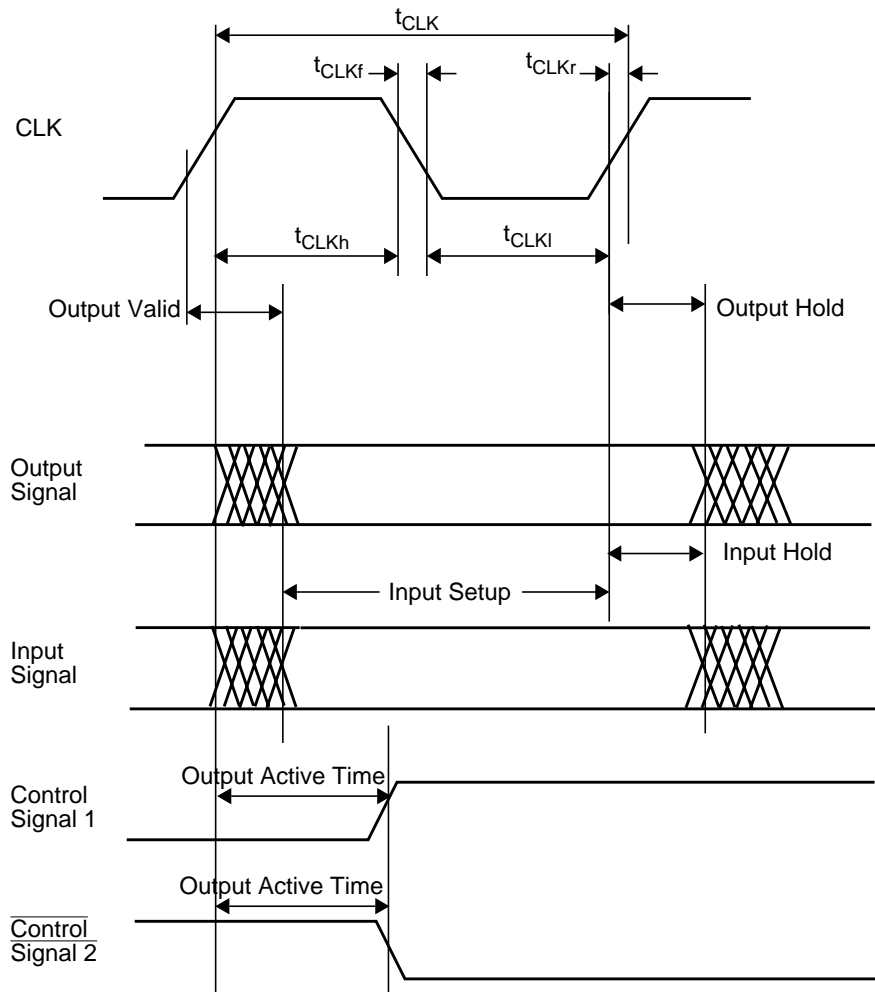 tCLK
tCLKf
tCLKr
CLK
tCLKh
tCLKl
Output Valid
Output Hold
Output
Signal
Input Hold
Input Setup
Input
Signal
Output Active Time
Control
Signal 1
Output Active Time
Control
Signal 2